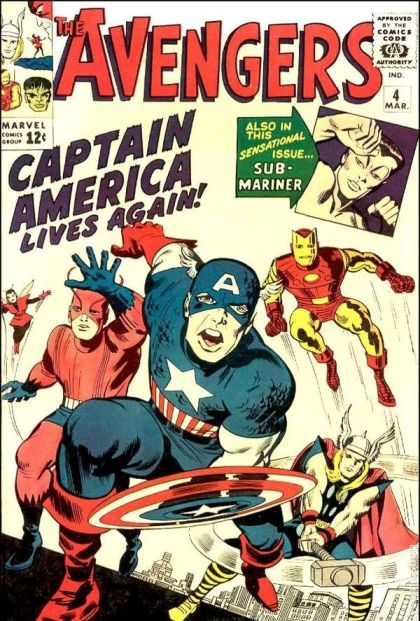 THE AVENGERS
APPROVED
BY THE
COMICS
CODE
AUTHORITY
IND.
4
MAR.
MARVEL
COMICS
GROUP 12¢
CAPTAIN
AMERICA
LIVES AGAIN!
ALSO IN
THIS
SENSATIONAL
ISSUE...
SUB-
MARINER
A